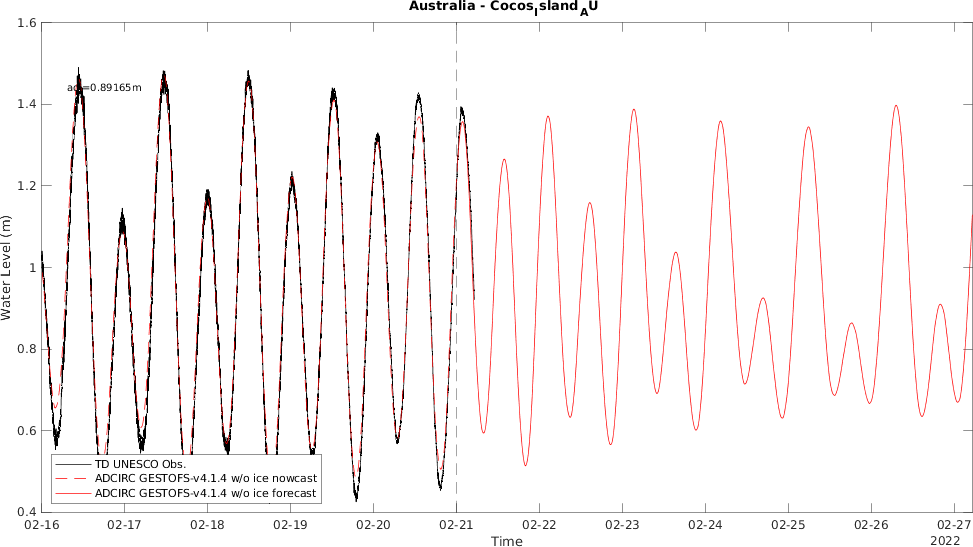 Australia - Cocos_Island_AU
1.6
1.4
1.2
1
0.8
0.6
0.4
Water Level (m)
=0.89165m
TD UNESCO Obs.
ADCIRC GESTOFS-v4.1.4 w/o ice nowcast
ADCIRC GESTOFS-v4.1.4 w/o ice forecast
02-16 02-17 02-18 02-19 02-20 02-21 02-22 02-23 02-24 02-25 02-26 02-27
Time
2022